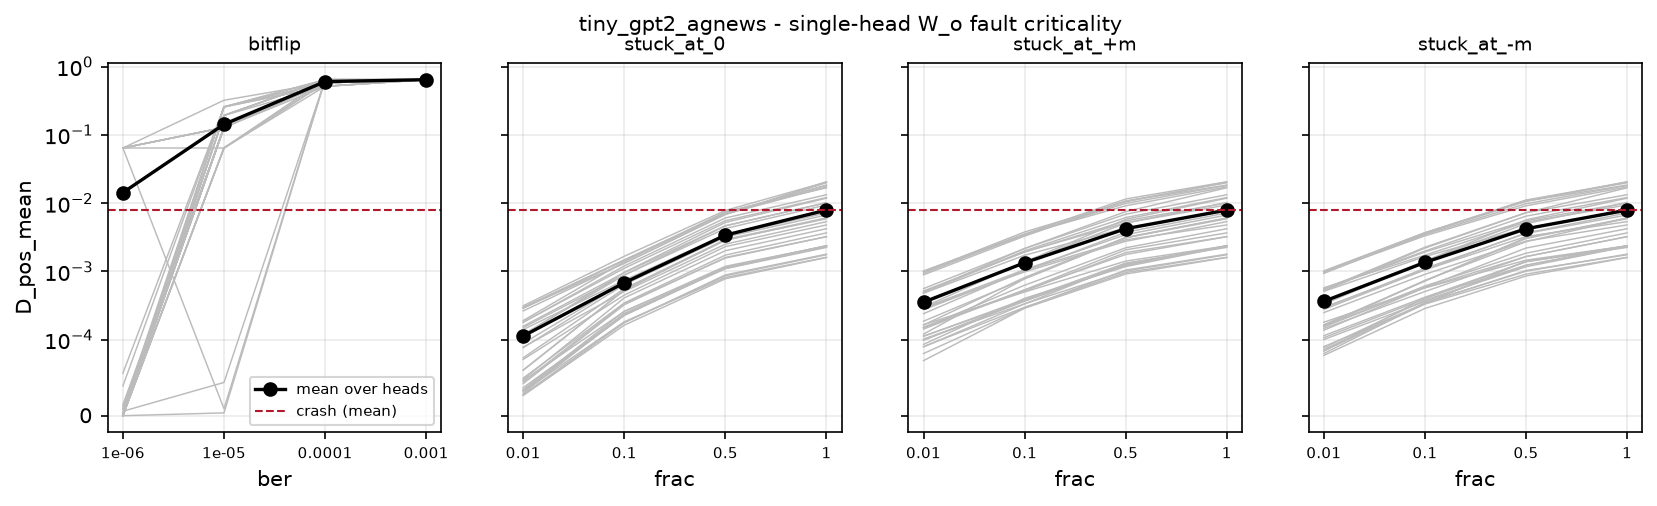 tiny_gpt2_agnews - single-head W_o fault criticality
bitflip
stuck_at_0
stuck_at_+m
stuck_at_-m
D_pos_mean
10⁰
10⁻¹
10⁻²
10⁻³
10⁻⁴
0
mean over heads
crash (mean)
1e-06 1e-05 0.0001 0.001
ber
0.01 0.1 0.5 1
frac
0.01 0.1 0.5 1
frac
0.01 0.1 0.5 1
frac